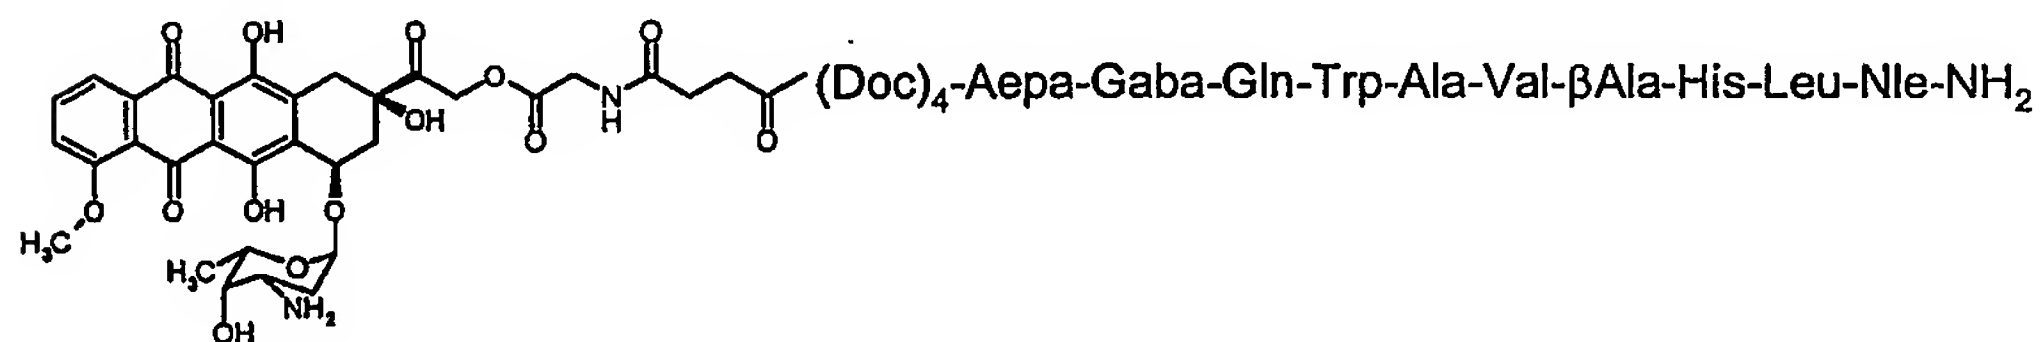 O OH O O
O O N H O
(Doc)4-Aepa-Gaba-Gln-Trp-Ala-Val-βAla-His-Leu-Nle-NH2
OH
O O OH O
H3C O
H3C O
NH2
OH